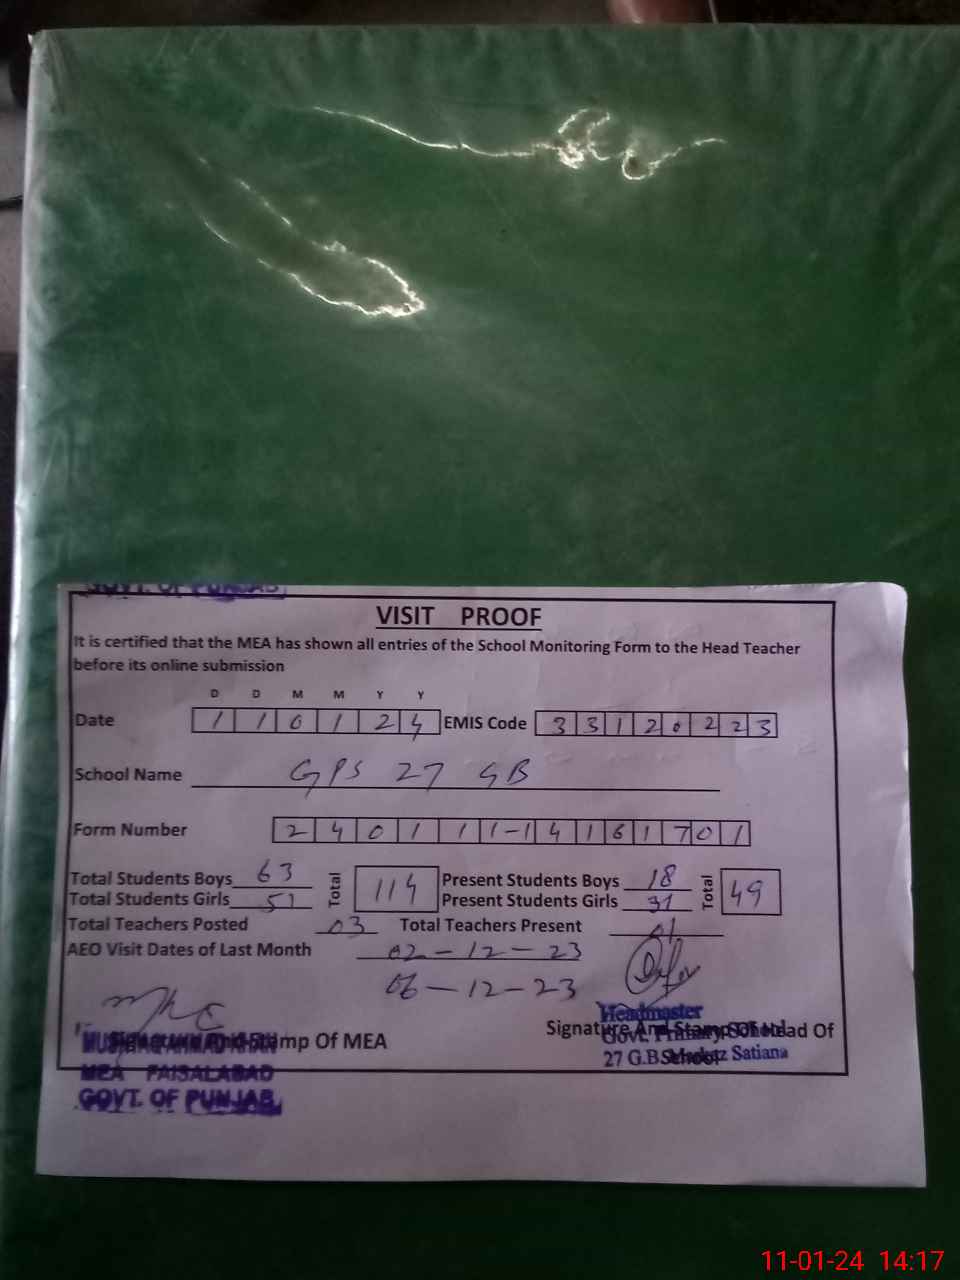 GOVT. OF PUNJAB
VISIT PROOF
It is certified that the MEA has shown all entries of the School Monitoring Form to the Head Teacher
before its online submission
D D M M Y Y
Date 1 1 0 1 2 4 EMIS Code 3 3 1 2 0 2 2 3
School Name GPS 27 GB
Form Number 2 4 0 1 1 1-1 4 1 6 1 7 0 1
Total Students Boys 63 Total 114 Present Students Boys 18 Total 49
Total Students Girls 51 Present Students Girls 31
Total Teachers Posted 03 Total Teachers Present 01
AEO Visit Dates of Last Month 02-12-23
06-12-23
Headmaster
Signature And Stamp Of MEA Signature And Stamp Of Head Of
Govt. Primary School
School
27 G.B. Markaz Satiana
MEA FAISALABAD
GOVT. OF PUNJAB
11-01-24 14:17